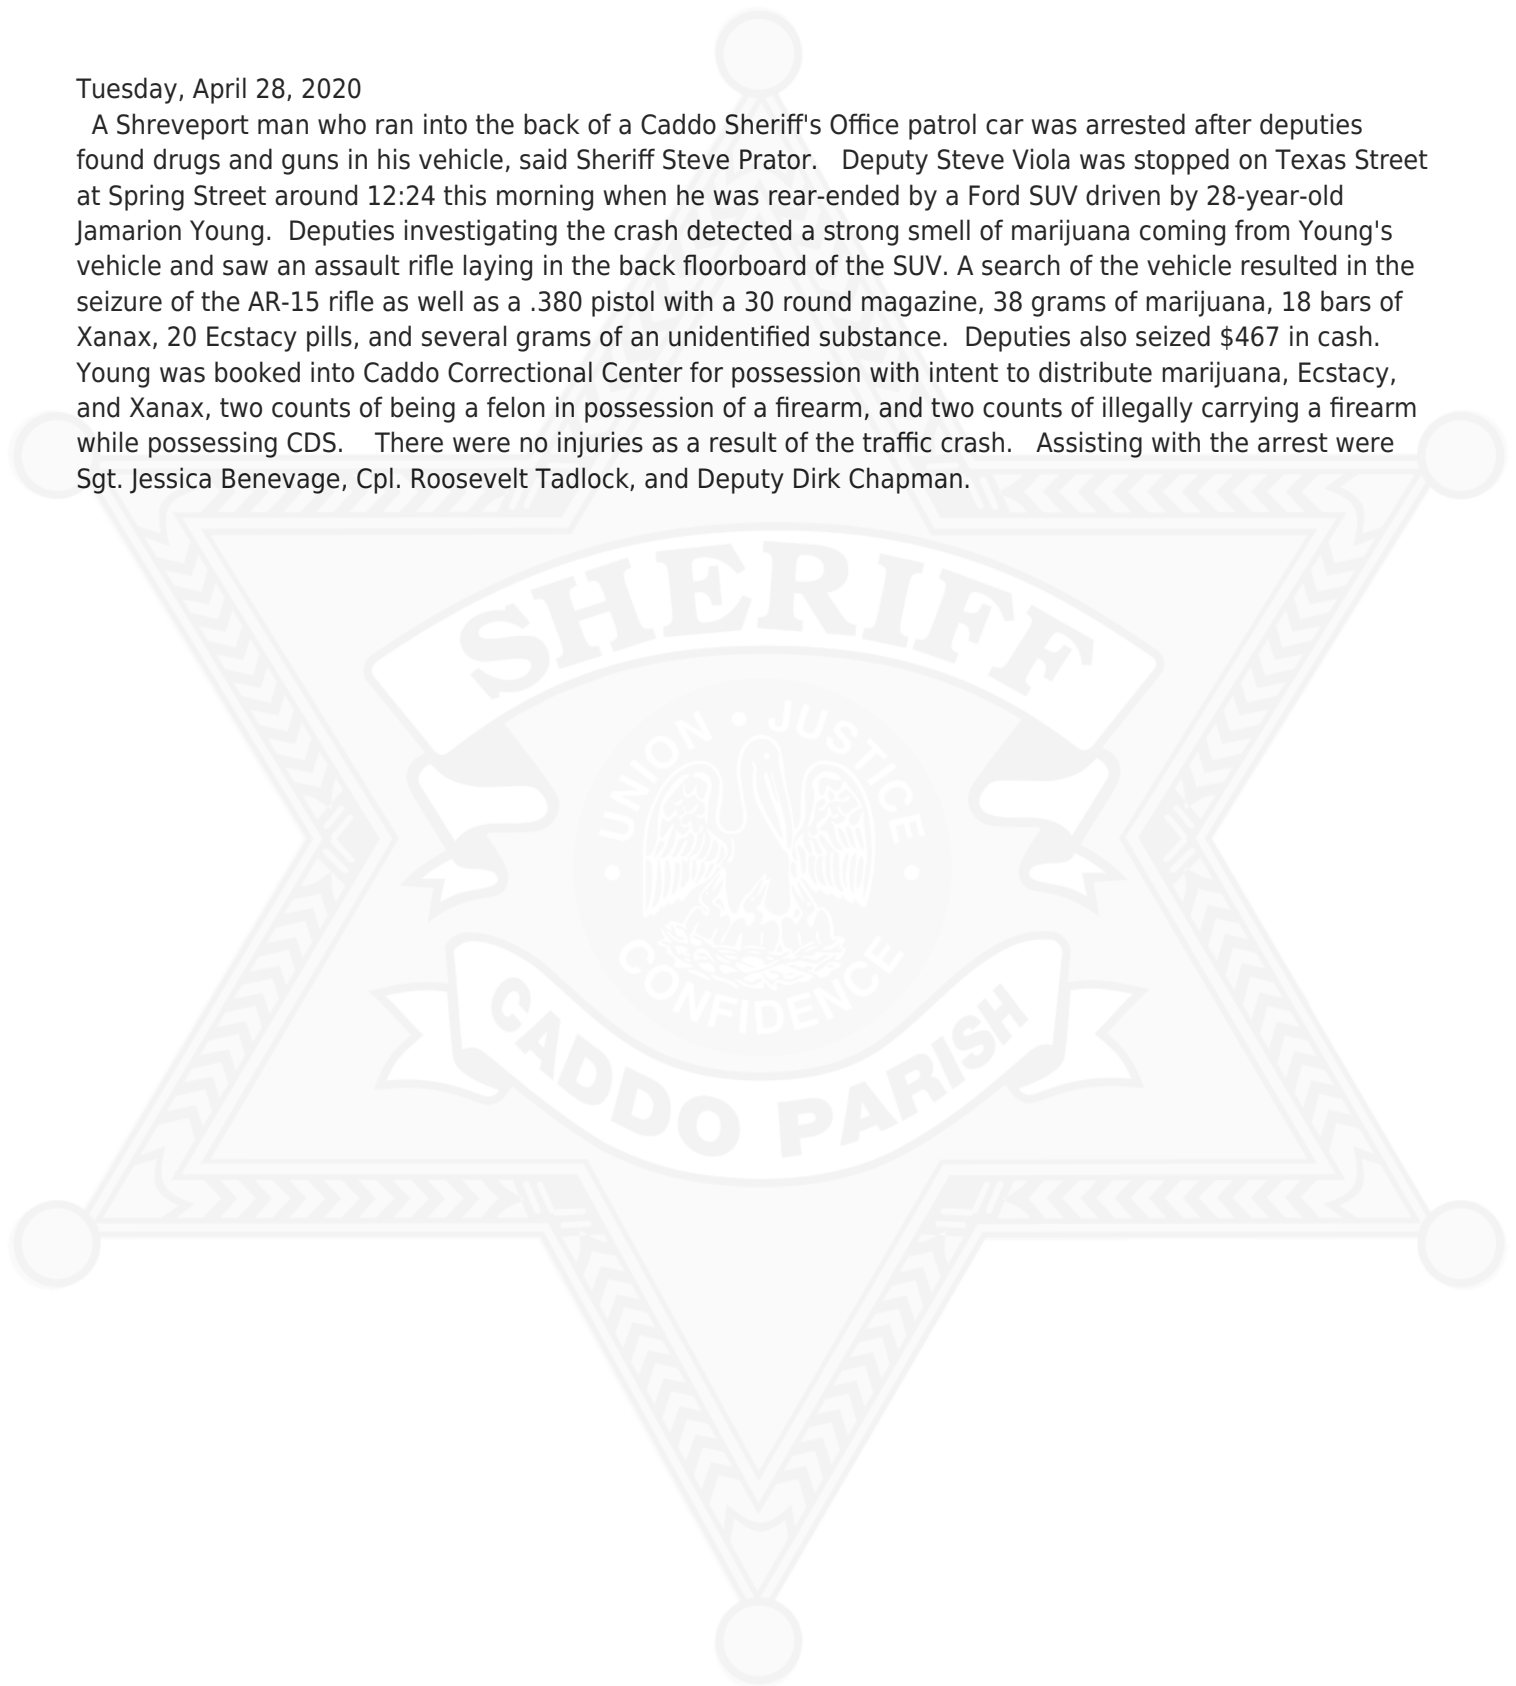 Tuesday, April 28, 2020
A Shreveport man who ran into the back of a Caddo Sheriff's Office patrol car was arrested after deputies
found drugs and guns in his vehicle, said Sheriff Steve Prator.   Deputy Steve Viola was stopped on Texas Street
at Spring Street around 12:24 this morning when he was rear-ended by a Ford SUV driven by 28-year-old
Jamarion Young.  Deputies investigating the crash detected a strong smell of marijuana coming from Young's
vehicle and saw an assault rifle laying in the back floorboard of the SUV. A search of the vehicle resulted in the
seizure of the AR-15 rifle as well as a .380 pistol with a 30 round magazine, 38 grams of marijuana, 18 bars of
Xanax, 20 Ecstacy pills, and several grams of an unidentified substance.  Deputies also seized $467 in cash.
Young was booked into Caddo Correctional Center for possession with intent to distribute marijuana, Ecstacy,
and Xanax, two counts of being a felon in possession of a firearm, and two counts of illegally carrying a firearm
while possessing CDS.    There were no injuries as a result of the traffic crash.   Assisting with the arrest were
Sgt. Jessica Benevage, Cpl. Roosevelt Tadlock, and Deputy Dirk Chapman.
SHERIFF
UNION • JUSTICE
• CONFIDENCE •
CADDO PARISH